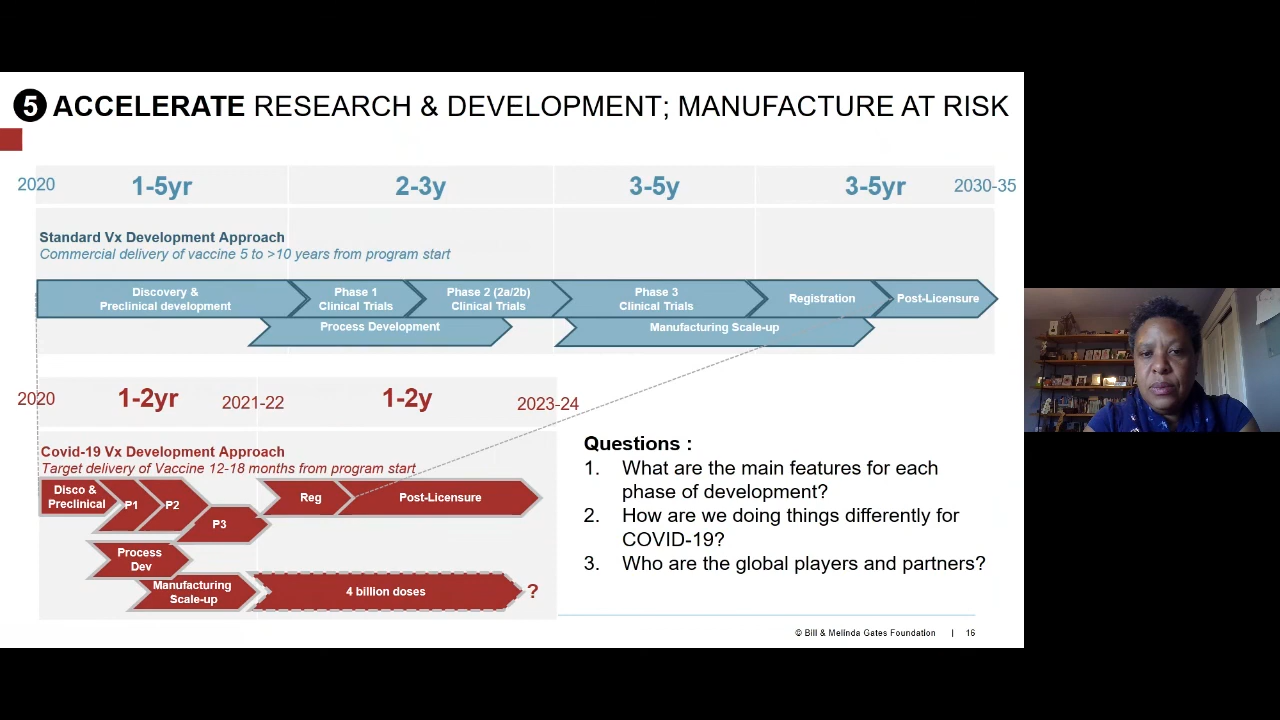 5 ACCELERATE RESEARCH & DEVELOPMENT; MANUFACTURE AT RISK
2020
1-5yr
2-3y
3-5y
3-5yr
2030-35
Standard Vx Development Approach
Commercial delivery of vaccine 5 to >10 years from program start
Discovery &
Preclinical development
Phase 1
Clinical Trials
Phase 2 (2a/2b)
Clinical Trials
Phase 3
Clinical Trials
Registration
Post-Licensure
Process Development
Manufacturing Scale-up
2020
1-2yr
2021-22
1-2y
2023-24
Covid-19 Vx Development Approach
Target delivery of Vaccine 12-18 months from program start
Disco &
Preclinical
P1
P2
P3
Reg
Post-Licensure
Process
Dev
Manufacturing
Scale-up
4 billion doses
?
Questions :
1. What are the main features for each
phase of development?
2. How are we doing things differently for
COVID-19?
3. Who are the global players and partners?
© Bill & Melinda Gates Foundation | 16